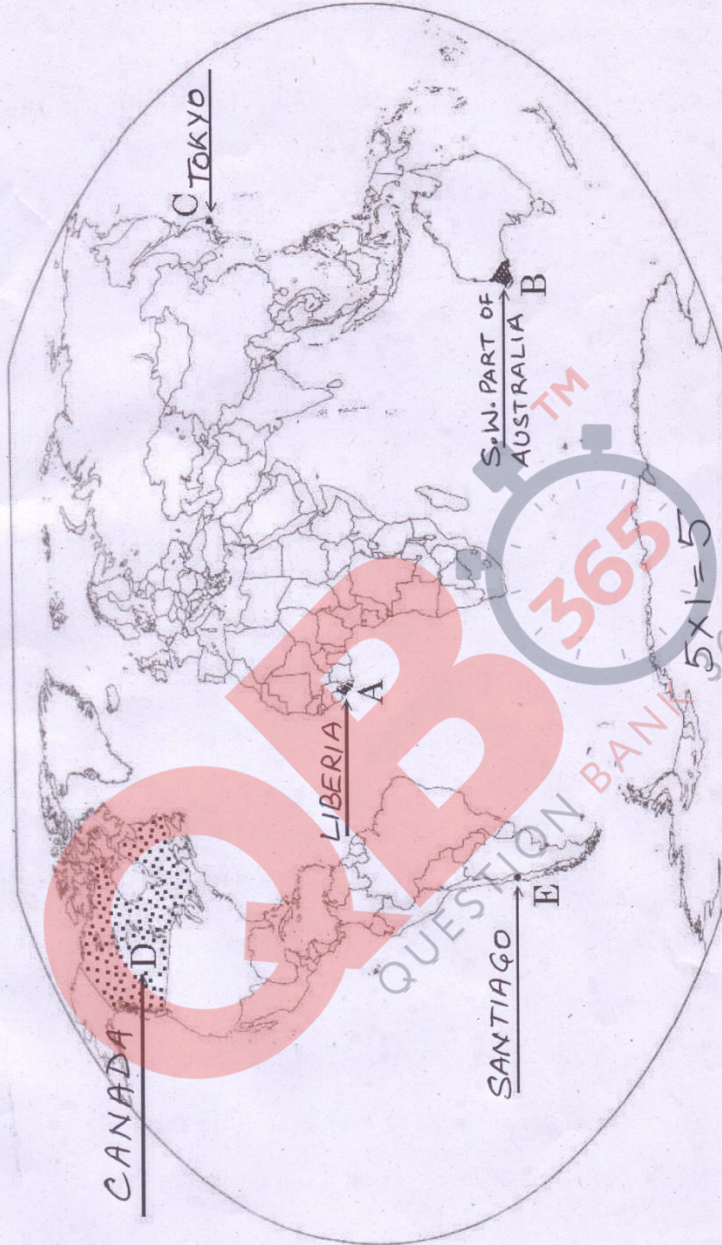 CANADA
D
C
TOKYO
LIBERIA
A
S.W. PART OF
AUSTRALIA
B
SANTIAGO
E
5×1=5
QB
365
TM
QUESTION BANK